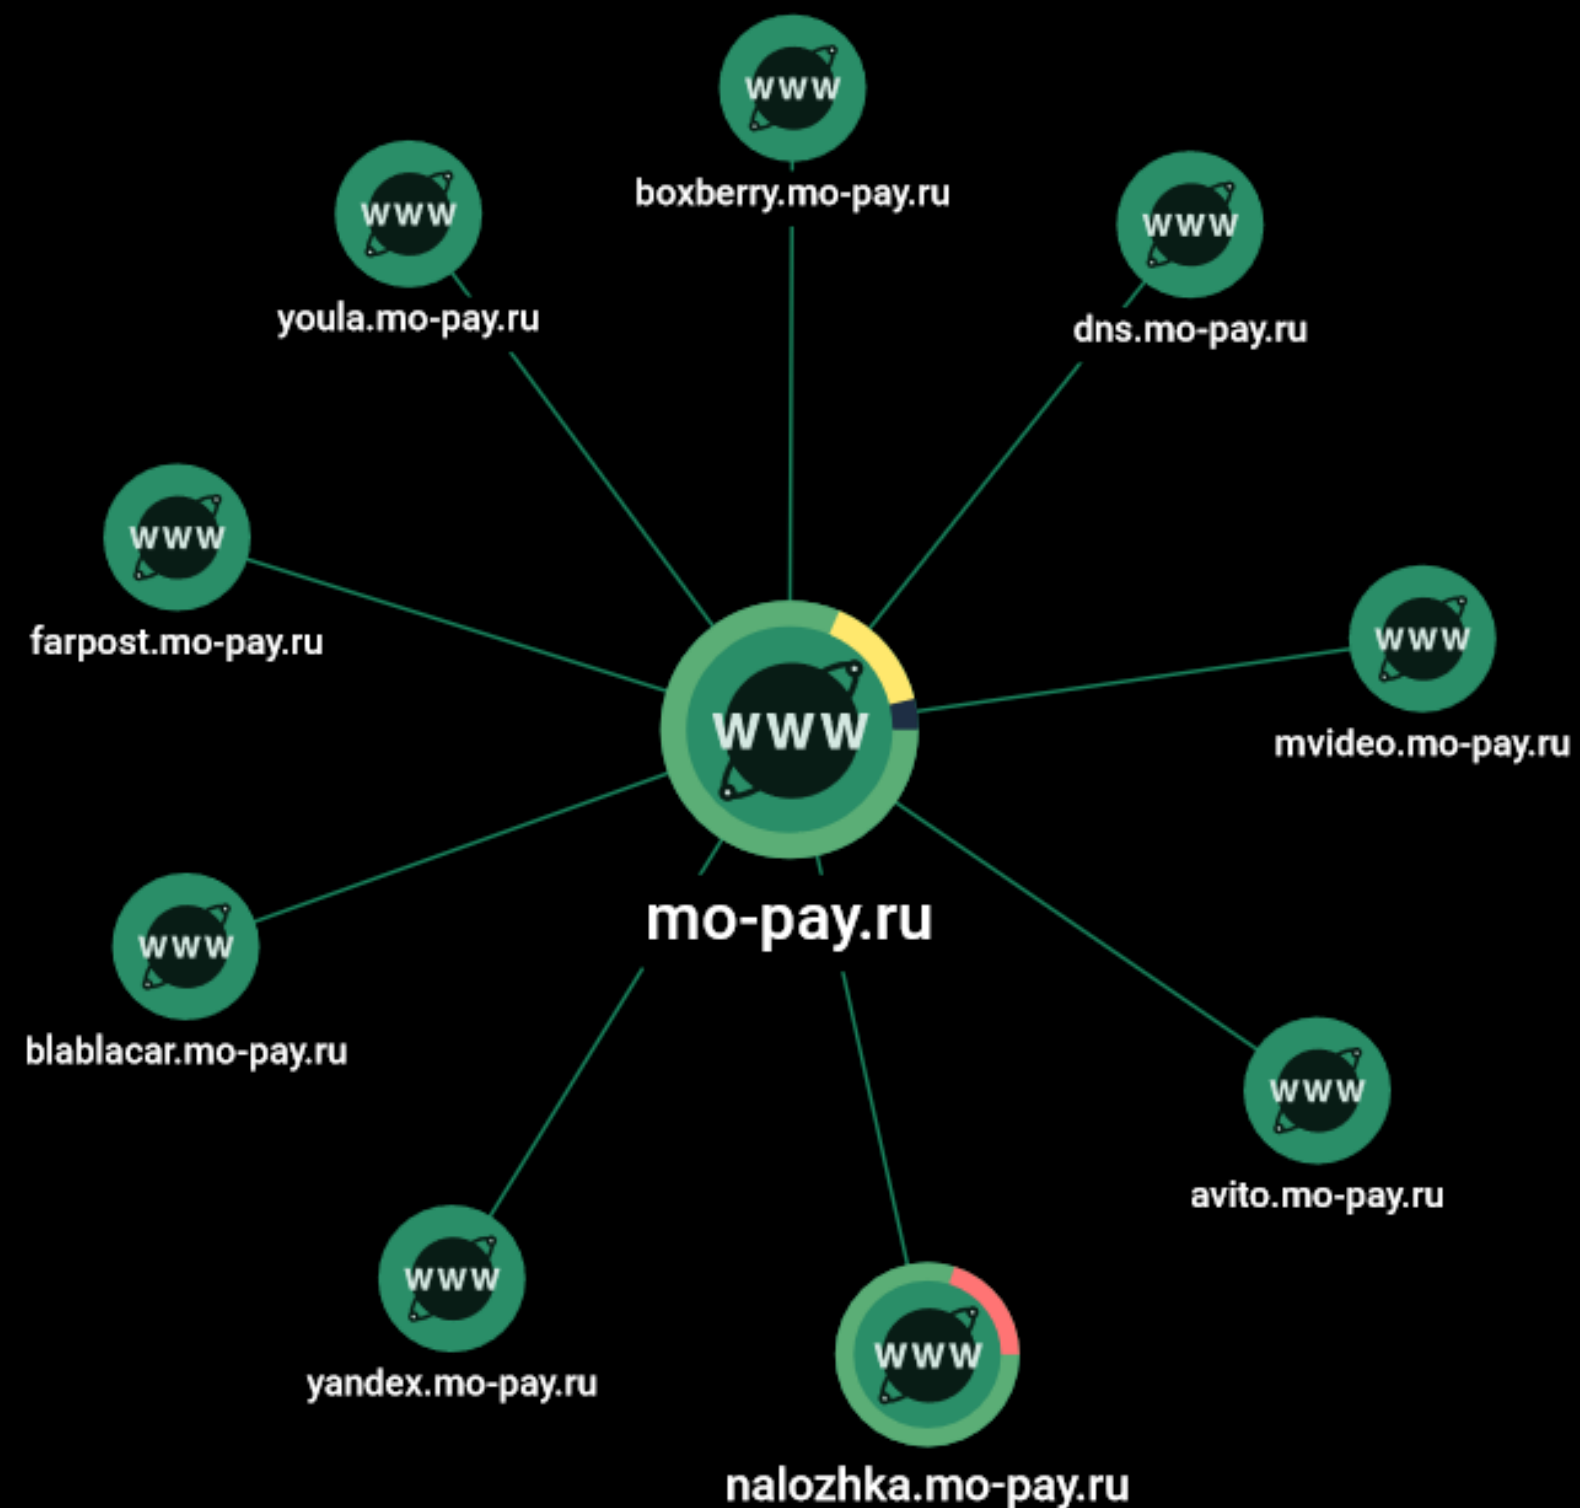 WWW
boxberry.mo-pay.ru
WWW
youla.mo-pay.ru
WWW
dns.mo-pay.ru
WWW
farpost.mo-pay.ru
WWW
mvideo.mo-pay.ru
WWW
mo-pay.ru
WWW
blablacar.mo-pay.ru
WWW
avito.mo-pay.ru
WWW
yandex.mo-pay.ru
WWW
nalozhka.mo-pay.ru